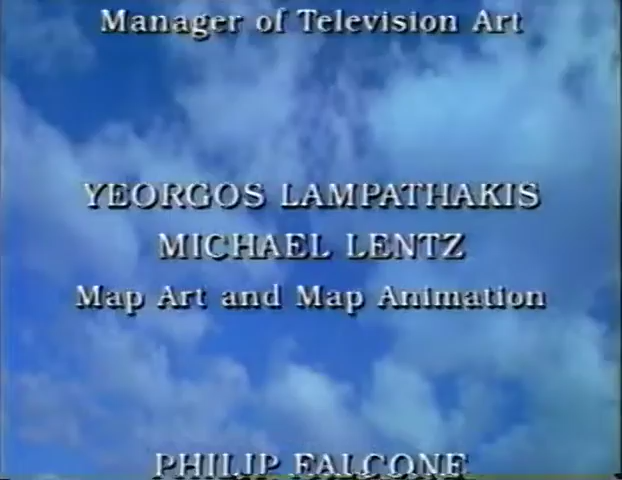 Manager of Television Art
YEORGOS LAMPATHAKIS
MICHAEL LENTZ
Map Art and Map Animation
PHILIP FALCONE